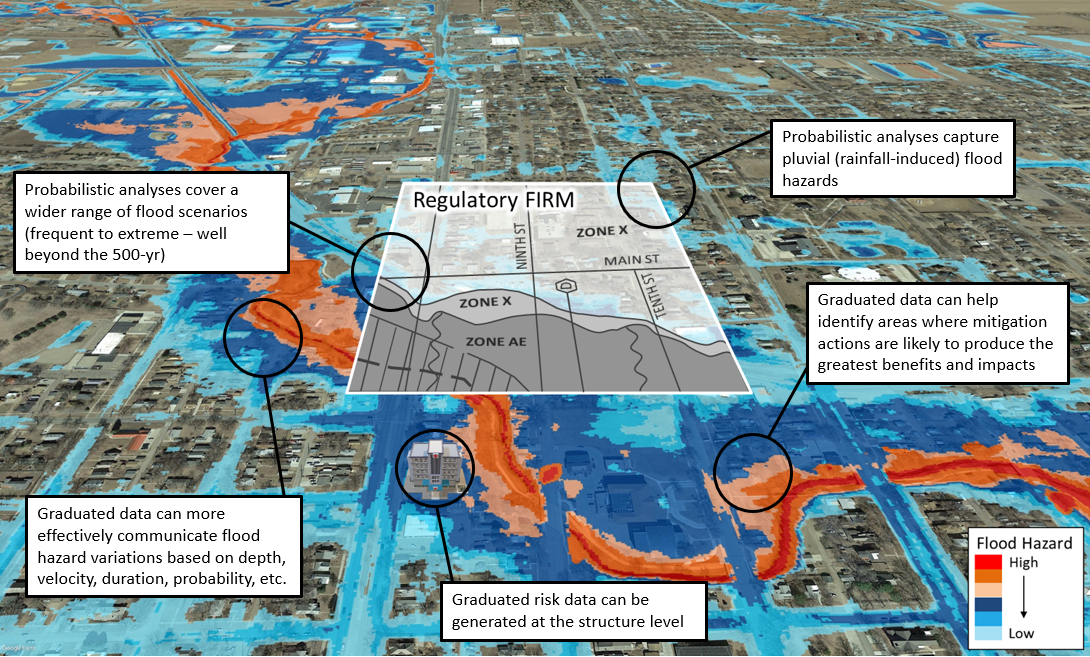 Probabilistic analyses capture
pluvial (rainfall-induced) flood
hazards
Probabilistic analyses cover a
wider range of flood scenarios
(frequent to extreme – well
beyond the 500-yr)
Regulatory FIRM
ZONE X
NINTH ST
MAIN ST
TENTH ST
ZONE X
ZONE AE
Graduated data can help
identify areas where mitigation
actions are likely to produce the
greatest benefits and impacts
Graduated data can more
effectively communicate flood
hazard variations based on depth,
velocity, duration, probability, etc.
Graduated risk data can be
generated at the structure level
Flood Hazard
High
Low